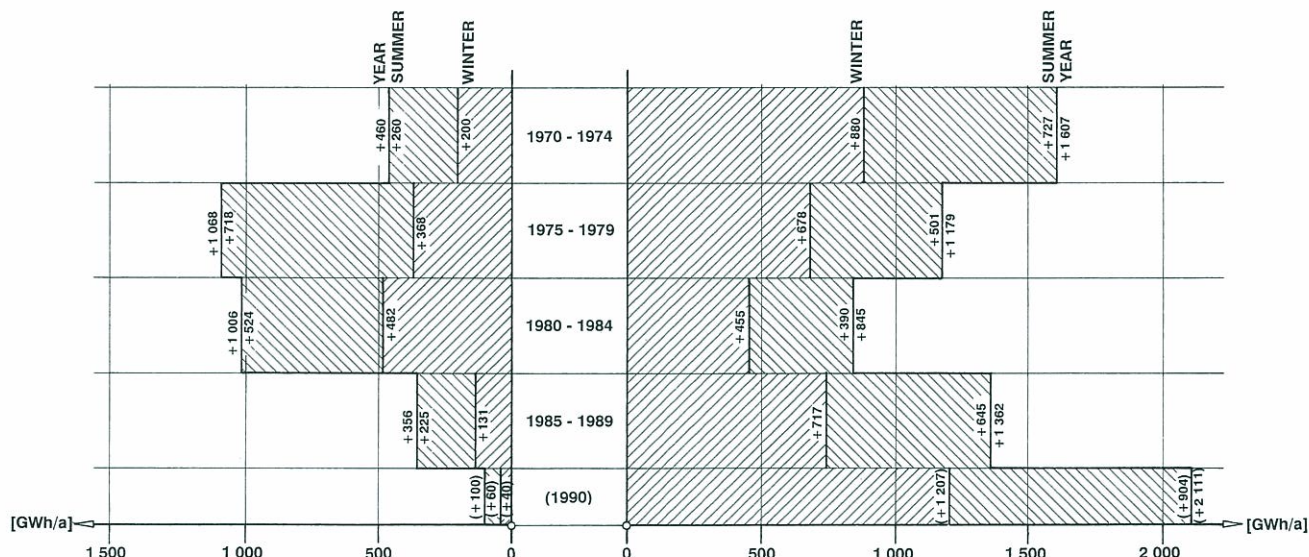 YEAR SUMMER WINTER WINTER SUMMER YEAR
+460 +260 +200 1970 - 1974 +880 +727 +1 607
+1 068 +718 +368 1975 - 1979 +678 +501 +1 179
+1 006 +524 +482 1980 - 1984 +455 +390 +845
+356 +225 +131 1985 - 1989 +717 +645 +1 362
(+100) (+60) (+40) (1990) (+1 207) (+904) (+2 111)
[GWh/a] [GWh/a]
1 500 1 000 500 0 0 500 1 000 1 500 2 000